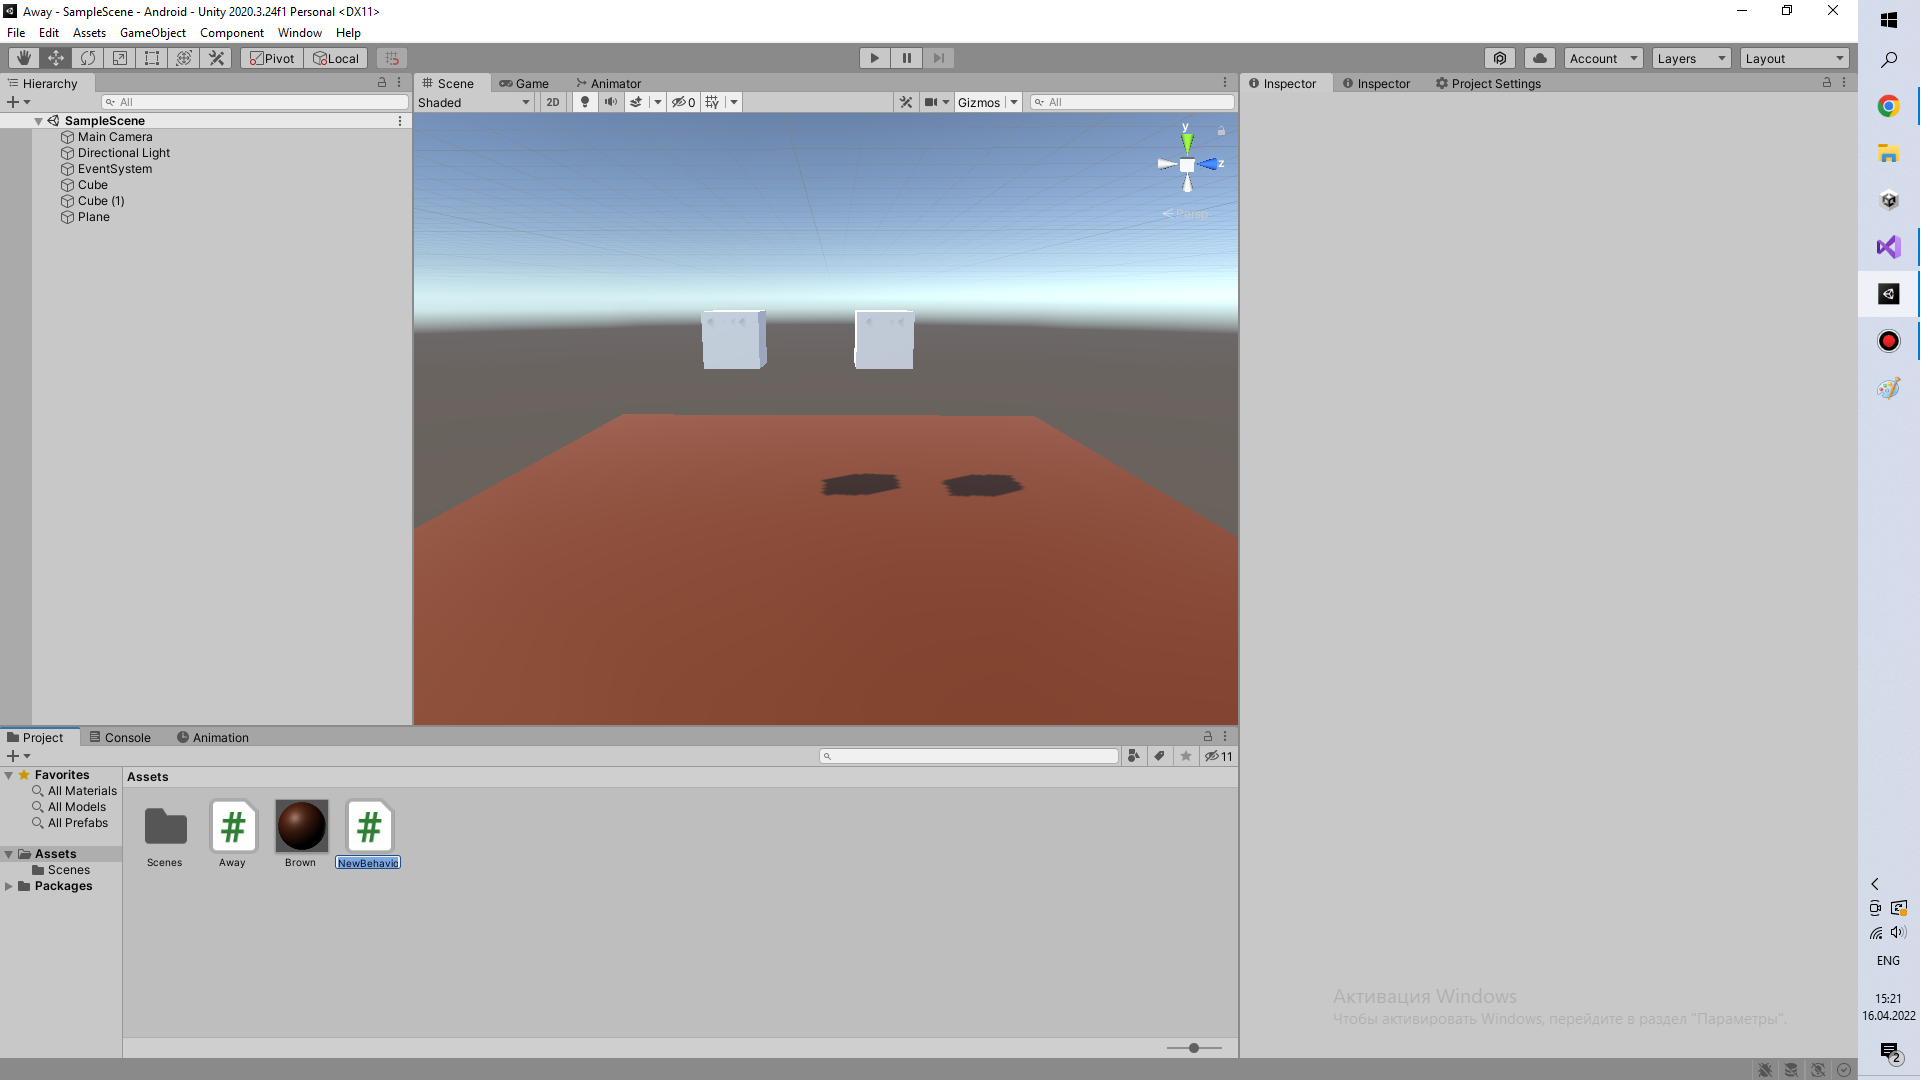 Away - SampleScene - Android - Unity 2020.3.24f1 Personal <DX11>
File Edit Assets GameObject Component Window Help
Pivot Local Account Layers Layout
Hierarchy
All
SampleScene
Main Camera
Directional Light
EventSystem
Cube
Cube (1)
Plane
Scene Game Animator
Shaded 2D 0 Gizmos All
y
z
Persp
Inspector Inspector Project Settings
Project Console Animation
11
Favorites
All Materials
All Models
All Prefabs
Assets
Scenes
Packages
Assets
Scenes Away Brown NewBehavio
Активация Windows
Чтобы активировать Windows, перейдите в раздел "Параметры".
ENG
15:21
16.04.2022
2